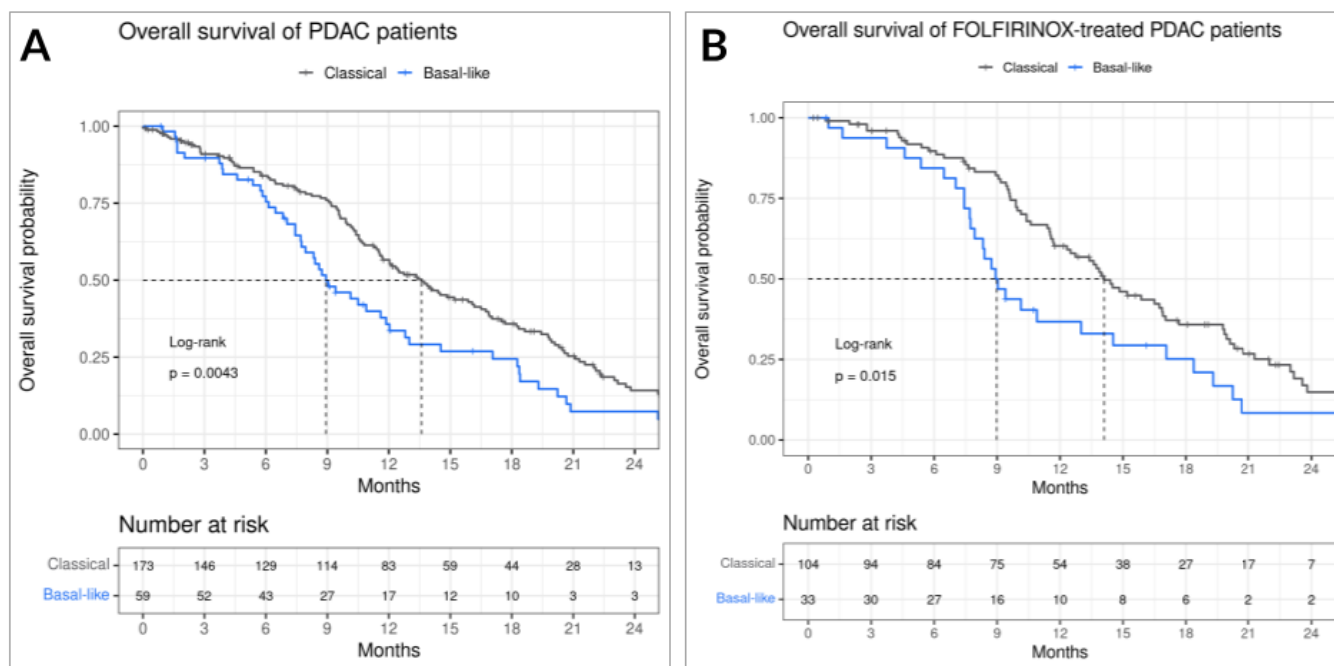 A
Overall survival of PDAC patients
Classical Basal-like
Overall survival probability
1.00
0.75
0.50
0.25
0.00
Log-rank
p = 0.0043
0 3 6 9 12 15 18 21 24
Months
Number at risk
Classical 173 146 129 114 83 59 44 28 13
Basal-like 59 52 43 27 17 12 10 3 3
0 3 6 9 12 15 18 21 24
Months
B
Overall survival of FOLFIRINOX-treated PDAC patients
Classical Basal-like
Overall survival probability
1.00
0.75
0.50
0.25
0.00
Log-rank
p = 0.015
0 3 6 9 12 15 18 21 24
Months
Number at risk
Classical 104 94 84 75 54 38 27 17 7
Basal-like 33 30 27 16 10 8 6 2 2
0 3 6 9 12 15 18 21 24
Months